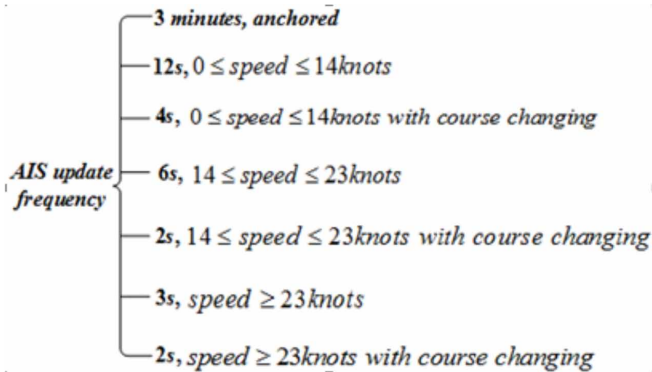 3 minutes, anchored
12s, 0 ≤ speed ≤ 14knots
4s, 0 ≤ speed ≤ 14knots with course changing
AIS update
frequency
6s, 14 ≤ speed ≤ 23knots
2s, 14 ≤ speed ≤ 23knots with course changing
3s, speed ≥ 23knots
2s, speed ≥ 23knots with course changing